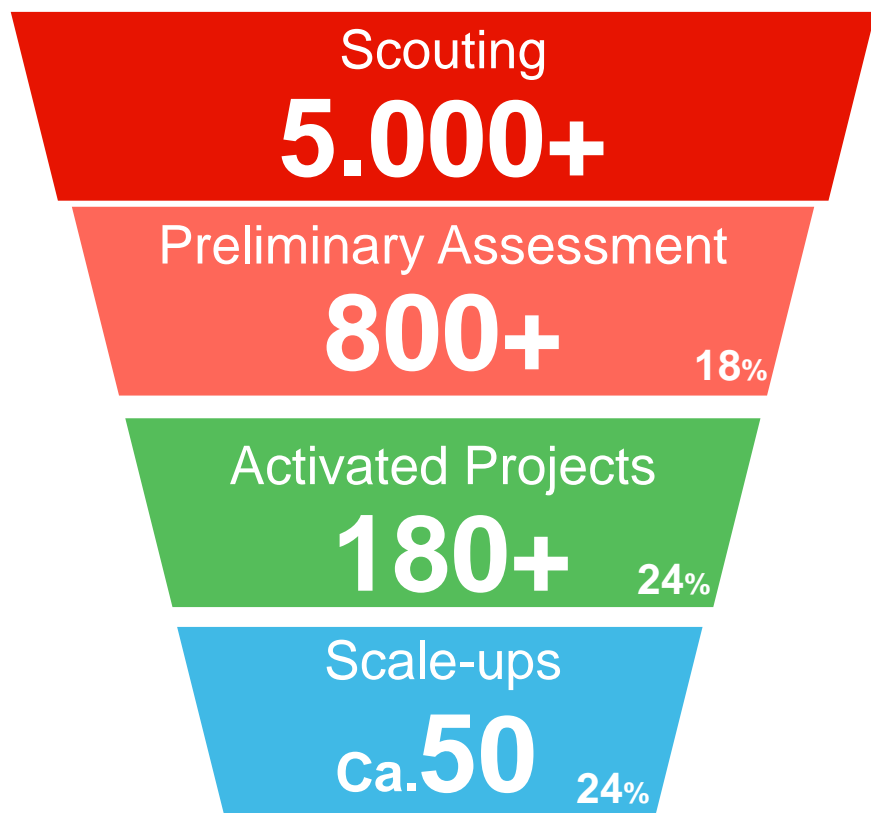 Scouting
5.000+
Preliminary Assessment
800+
18%
Activated Projects
180+
24%
Scale-ups
Ca.50
24%